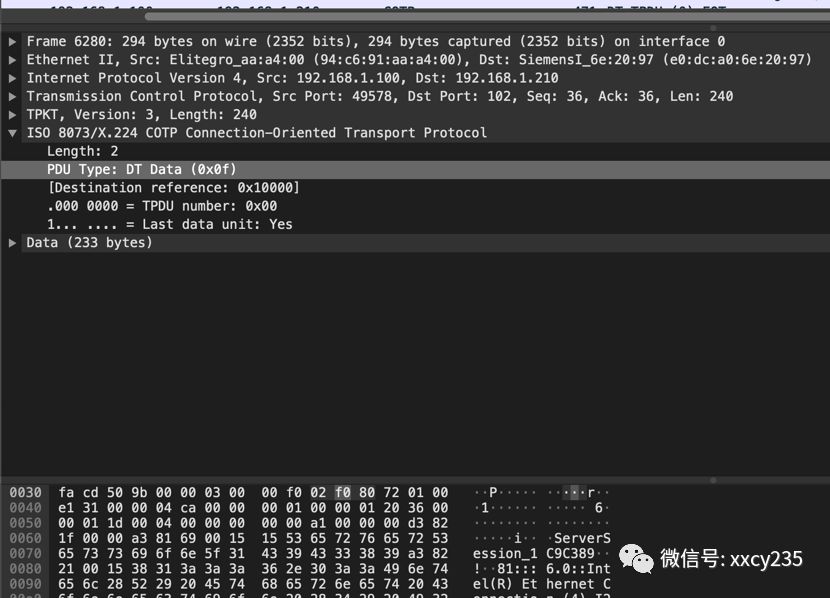 Frame 6280: 294 bytes on wire (2352 bits), 294 bytes captured (2352 bits) on interface 0
Ethernet II, Src: Elitegro_aa:a4:00 (94:c6:91:aa:a4:00), Dst: SiemensI_6e:20:97 (e0:dc:a0:6e:20:97)
Internet Protocol Version 4, Src: 192.168.1.100, Dst: 192.168.1.210
Transmission Control Protocol, Src Port: 49578, Dst Port: 102, Seq: 36, Ack: 36, Len: 240
TPKT, Version: 3, Length: 240
ISO 8073/X.224 COTP Connection-Oriented Transport Protocol
Length: 2
PDU Type: DT Data (0x0f)
[Destination reference: 0x10000]
.000 0000 = TPDU number: 0x00
1... .... = Last data unit: Yes
Data (233 bytes)
0030 fa cd 50 9b 00 00 03 00 00 f0 02 f0 80 72 01 00 ··P····· ·····r··
0040 e1 31 00 00 04 ca 00 00 00 01 00 00 01 20 36 00 ·1······ ····· 6·
0050 00 01 1d 00 04 00 00 00 00 00 a1 00 00 00 d3 82 ········ ········
0060 1f 00 00 a3 81 69 00 15 15 53 65 72 76 65 72 53 ·····i·· ·ServerS
0070 65 73 73 69 6f 6e 5f 31 43 39 43 33 38 39 a3 82 ession_1 C9C389··
0080 21 00 15 38 31 3a 3a 3a 36 2e 30 3a 3a 49 6e 74 !··81::: 6.0::Int
0090 65 6c 28 52 29 20 45 74 68 65 72 6e 65 74 20 43 el(R) Et hernet C
微信号: xxcy235